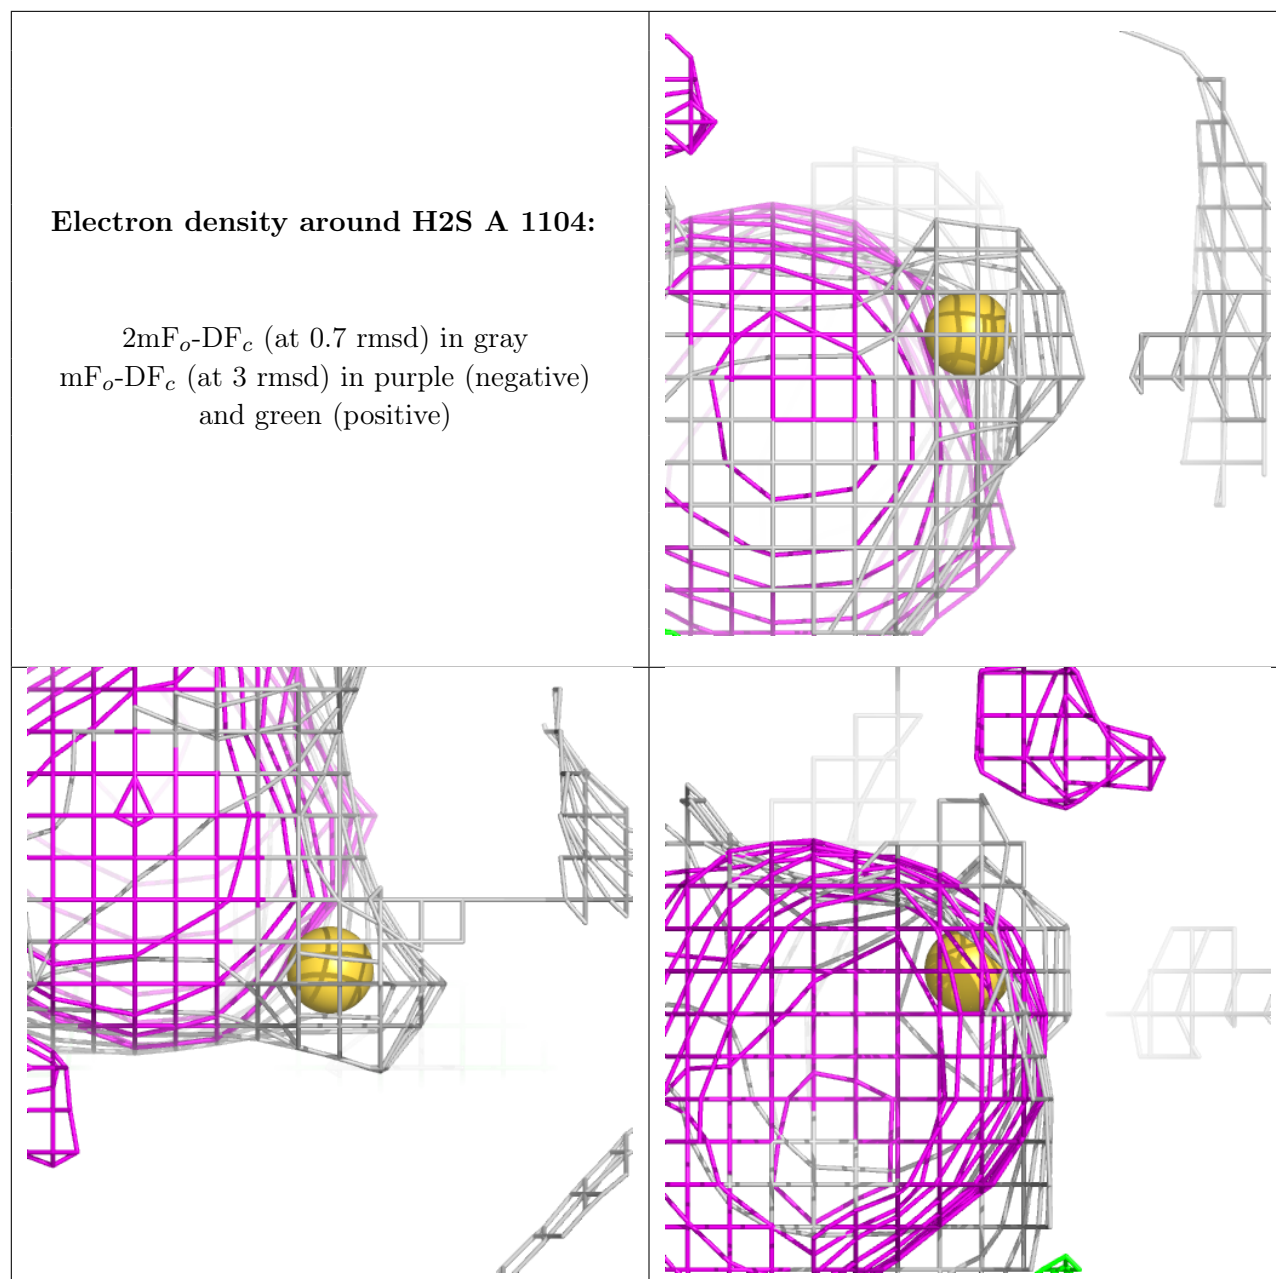 Electron density around H2S A 1104:
2mFo-DFc (at 0.7 rmsd) in gray
mFo-DFc (at 3 rmsd) in purple (negative)
and green (positive)